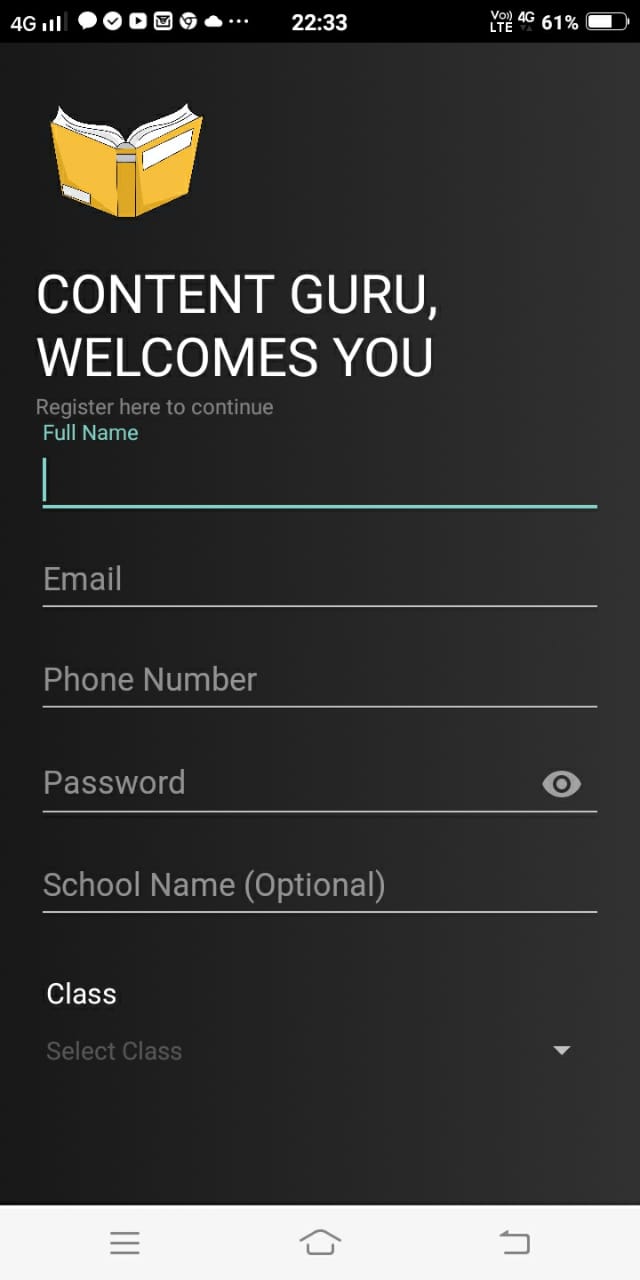 4G 22:33 Vo) LTE 4G 61%
CONTENT GURU,
WELCOMES YOU
Register here to continue
Full Name
Email
Phone Number
Password
School Name (Optional)
Class
Select Class